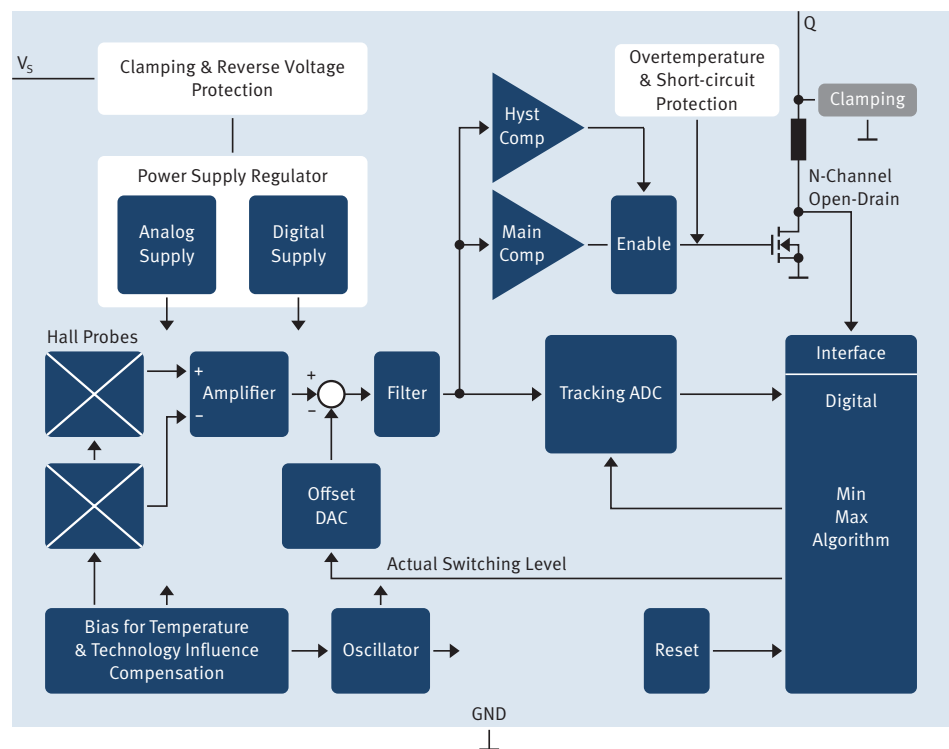 Q
V_S
Clamping & Reverse Voltage
Protection
Overtemperature
& Short-circuit
Protection
Clamping
Hyst
Comp
Power Supply Regulator
N-Channel
Open-Drain
Analog
Supply
Digital
Supply
Main
Comp
Enable
Hall Probes
+
−
Amplifier
+
−
Filter
Tracking ADC
Interface
Digital
Min
Max
Algorithm
Offset
DAC
Actual Switching Level
Bias for Temperature
& Technology Influence
Compensation
Oscillator
Reset
GND